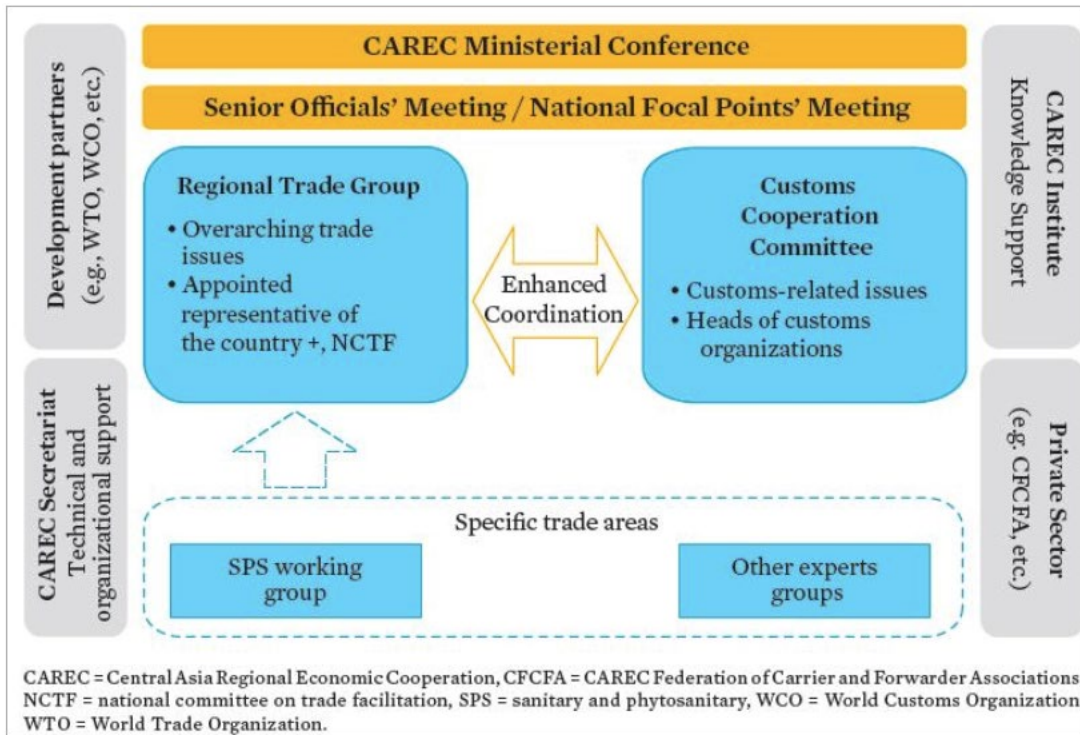 CAREC Ministerial Conference
Senior Officials' Meeting / National Focal Points' Meeting
Development partners
(e.g., WTO, WCO, etc.)
CAREC Secretariat
Technical and
organizational support
Regional Trade Group
• Overarching trade
issues
• Appointed
representative of
the country +, NCTF
Enhanced
Coordination
Customs
Cooperation
Committee
• Customs-related issues
• Heads of customs
organizations
CAREC Institute
Knowledge Support
Private Sector
(e.g. CFCFA, etc.)
Specific trade areas
SPS working
group
Other experts
groups
CAREC = Central Asia Regional Economic Cooperation, CFCFA = CAREC Federation of Carrier and Forwarder Associations
NCTF = national committee on trade facilitation, SPS = sanitary and phytosanitary, WCO = World Customs Organization
WTO = World Trade Organization.